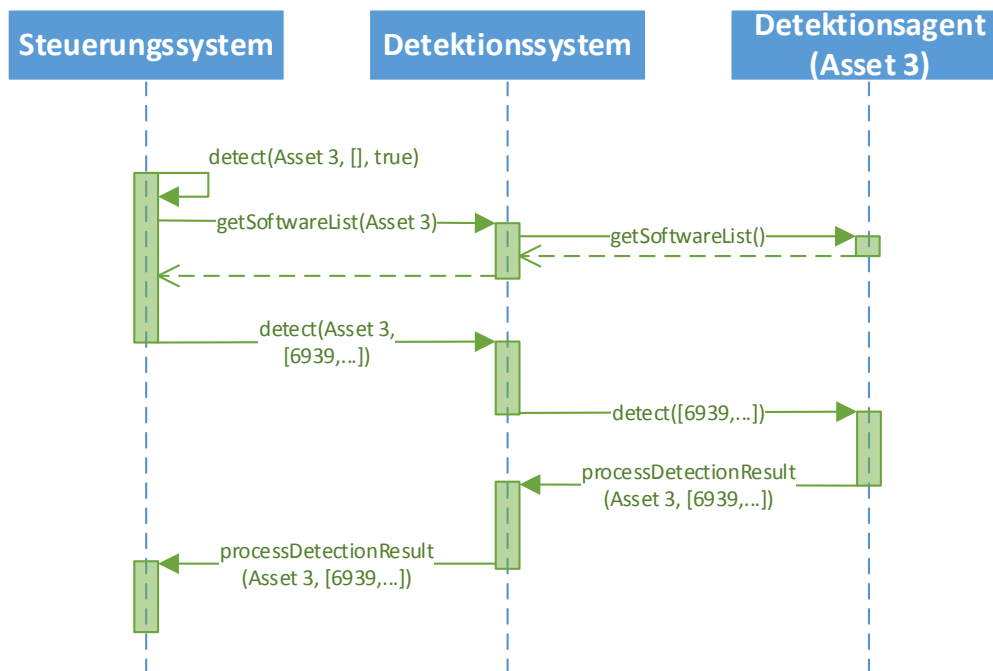 Steuerungssystem
Detektionssystem
Detektionsagent
(Asset 3)
detect(Asset 3, [], true)
getSoftwareList(Asset 3)
getSoftwareList()
detect(Asset 3,
[6939,...])
detect([6939,...])
processDetectionResult
(Asset 3, [6939,...])
processDetectionResult
(Asset 3, [6939,...])